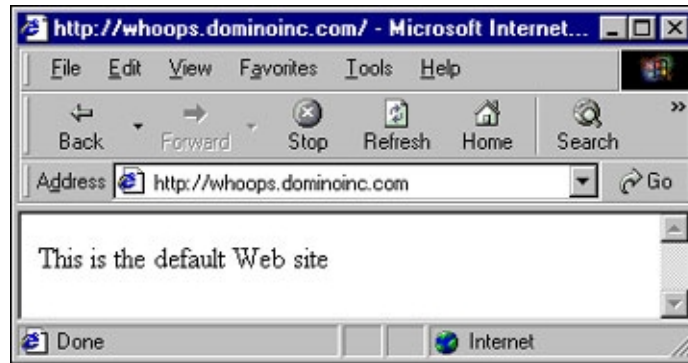 http://whoops.dominoinc.com/ - Microsoft Internet...
File Edit View Favorites Tools Help
Back Forward Stop Refresh Home Search »
Address http://whoops.dominoinc.com Go
This is the default Web site
Done Internet